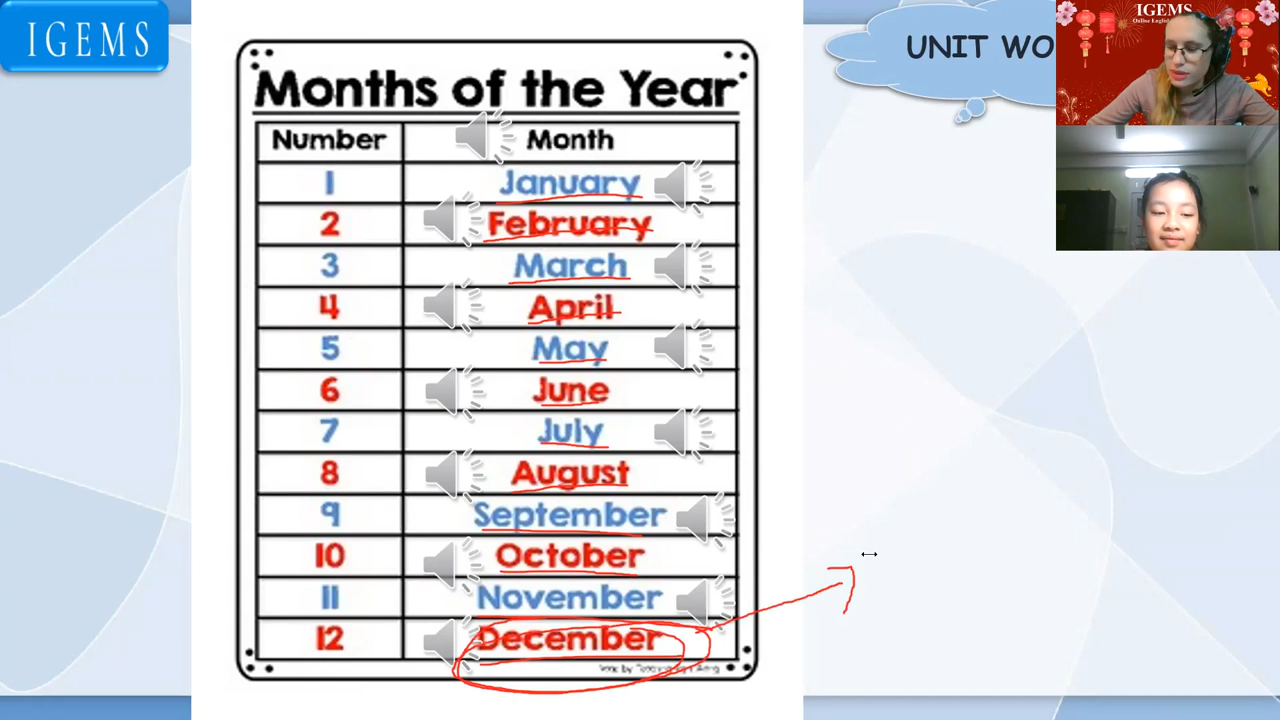 IGEMS
UNIT WO
IGEMS
Months of the Year
Number Month
1 January
2 February
3 March
4 April
5 May
6 June
7 July
8 August
9 September
10 October
11 November
12 December